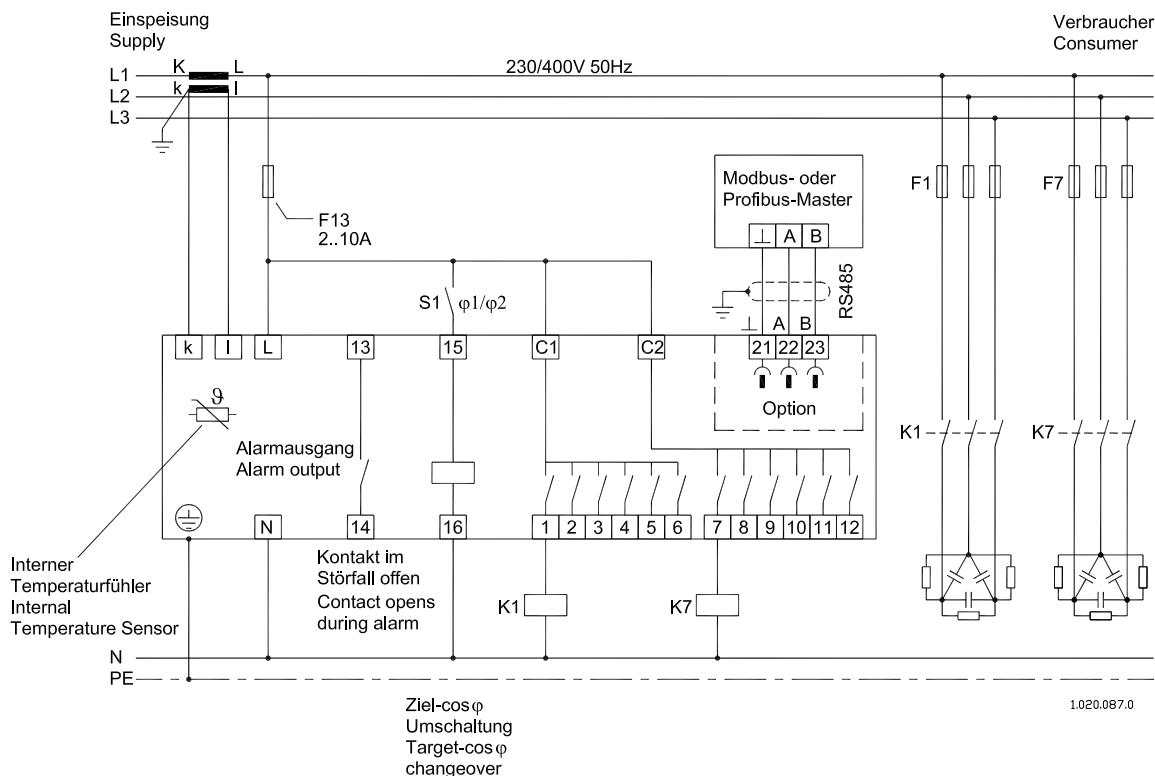 Einspeisung
Supply
Verbraucher
Consumer
K L
230/400V 50Hz
L1
k l
L2
L3
F13
2..10A
Modbus- oder
Profibus-Master
⊥ A B
F1
F7
RS485
S1 φ1/φ2
⊥ A B
k l L 13 15 C1 C2 21 22 23
ϑ
Option
K1
K7
Alarmausgang
Alarm output
N 14 16 1 2 3 4 5 6 7 8 9 10 11 12
Interner
Temperaturfühler
Internal
Temperature Sensor
Kontakt im
Störfall offen
Contact opens
during alarm
K1
K7
N
PE
Ziel-cos φ
Umschaltung
Target-cos φ
changeover
1.020.087.0